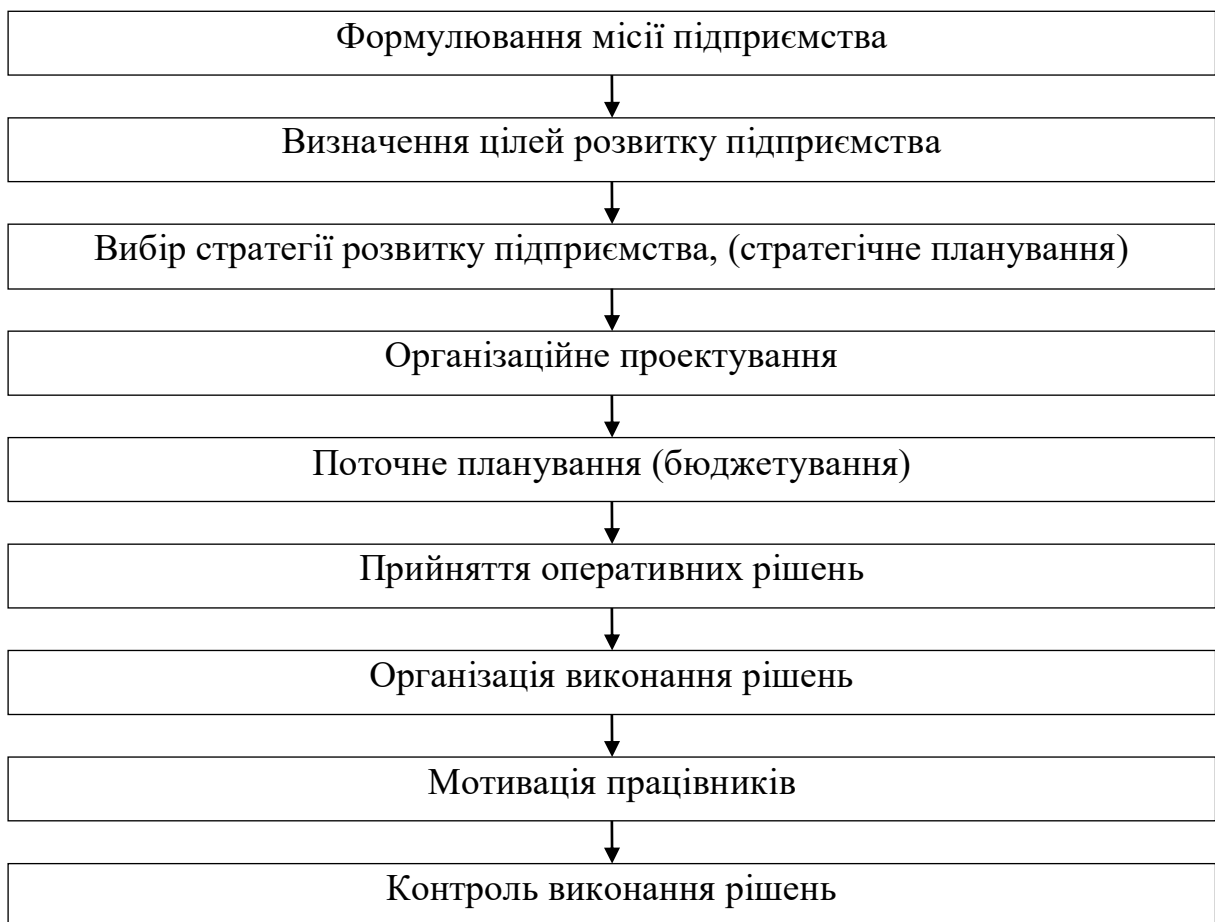 Формулювання місії підприємства
Визначення цілей розвитку підприємства
Вибір стратегії розвитку підприємства, (стратегічне планування)
Організаційне проектування
Поточне планування (бюджетування)
Прийняття оперативних рішень
Організація виконання рішень
Мотивація працівників
Контроль виконання рішень